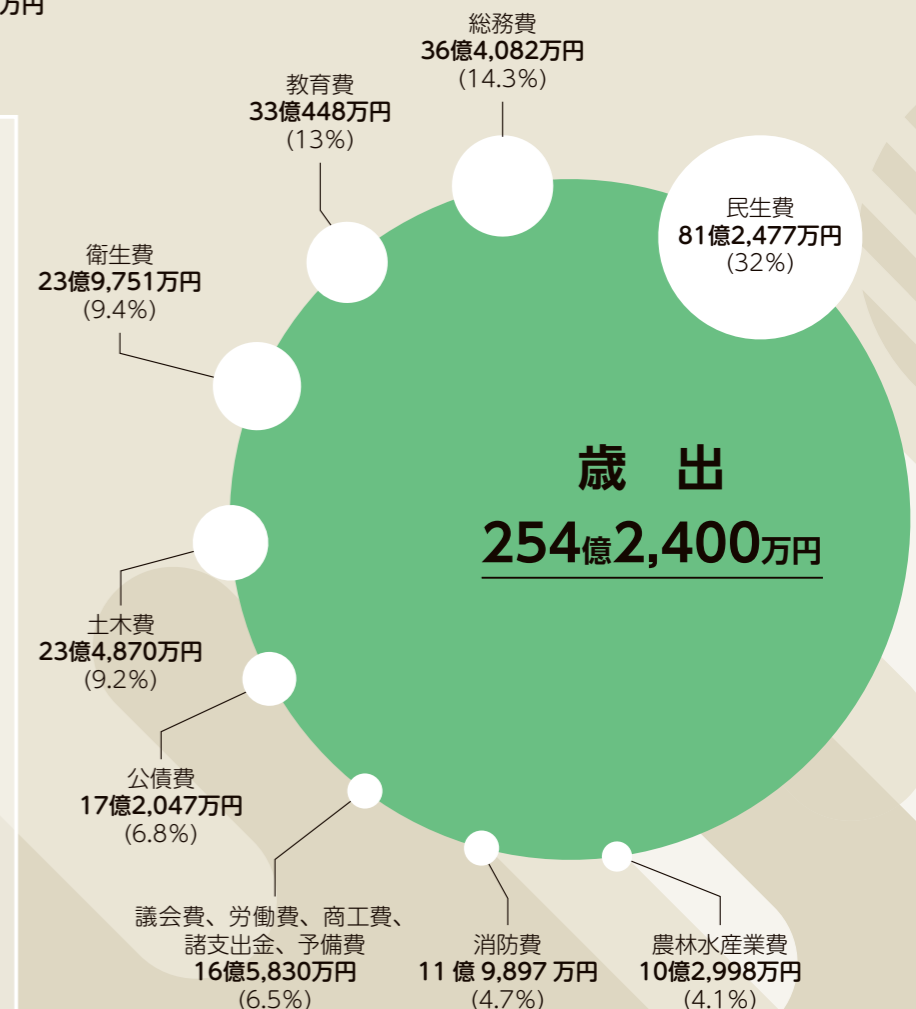 万円
総務費
36億4,082万円
(14.3%)
教育費
33億448万円
(13%)
民生費
81億2,477万円
(32%)
衛生費
23億9,751万円
(9.4%)
歳 出
254億2,400万円
土木費
23億4,870万円
(9.2%)
公債費
17億2,047万円
(6.8%)
議会費、労働費、商工費、
諸支出金、予備費
16億5,830万円
(6.5%)
消防費
11 億 9,897 万円
(4.7%)
農林水産業費
10億2,998万円
(4.1%)